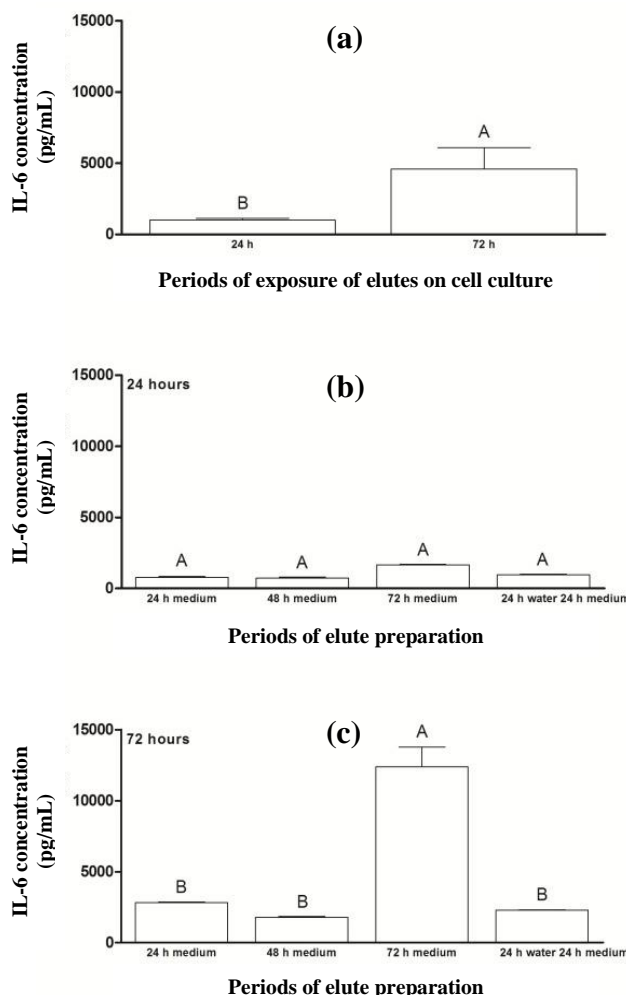 (a)
IL-6 concentration
(pg/mL)
15000
10000
5000
0
B
A
24 h
72 h
Periods of exposure of elutes on cell culture
(b)
24 hours
IL-6 concentration
(pg/mL)
15000
10000
5000
0
A
A
A
A
24 h medium
48 h medium
72 h medium
24 h water 24 h medium
Periods of elute preparation
(c)
72 hours
IL-6 concentration
(pg/mL)
15000
10000
5000
0
B
B
A
B
24 h medium
48 h medium
72 h medium
24 h water 24 h medium
Periods of elute preparation